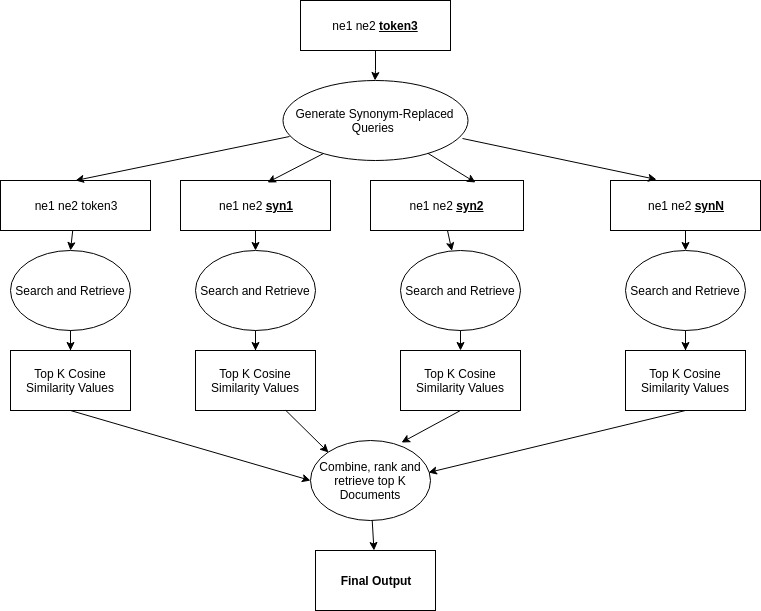 ne1 ne2 token3
Generate Synonym-Replaced
Queries
ne1 ne2 token3
ne1 ne2 syn1
ne1 ne2 syn2
ne1 ne2 synN
Search and Retrieve
Search and Retrieve
Search and Retrieve
Search and Retrieve
Top K Cosine
Similarity Values
Top K Cosine
Similarity Values
Top K Cosine
Similarity Values
Top K Cosine
Similarity Values
Combine, rank and
retrieve top K
Documents
Final Output